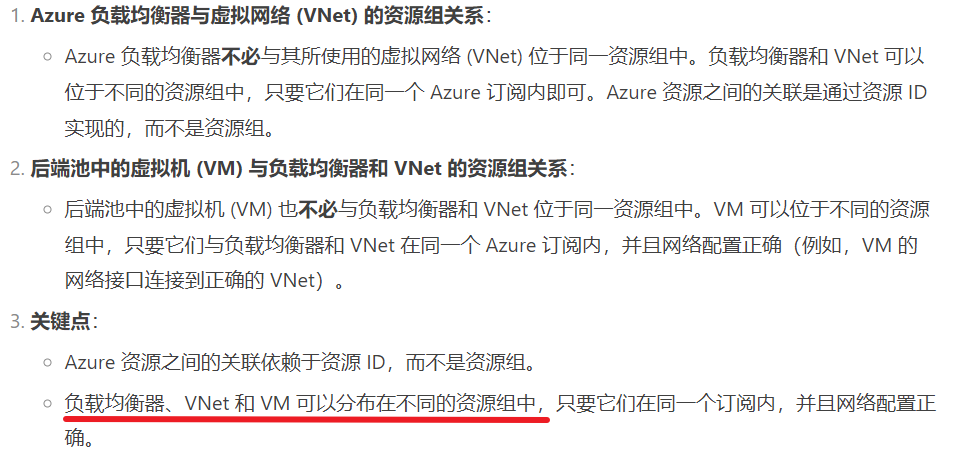 1. Azure 负载均衡器与虚拟网络 (VNet) 的资源组关系：
○ Azure 负载均衡器不必与其所使用的虚拟网络 (VNet) 位于同一资源组中。负载均衡器和 VNet 可以
位于不同的资源组中，只要它们在同一个 Azure 订阅内即可。Azure 资源之间的关联是通过资源 ID
实现的，而不是资源组。
2. 后端池中的虚拟机 (VM) 与负载均衡器和 VNet 的资源组关系：
○ 后端池中的虚拟机 (VM) 也不必与负载均衡器和 VNet 位于同一资源组中。VM 可以位于不同的资源
组中，只要它们与负载均衡器和 VNet 在同一个 Azure 订阅内，并且网络配置正确（例如，VM 的
网络接口连接到正确的 VNet）。
3. 关键点：
○ Azure 资源之间的关联依赖于资源 ID，而不是资源组。
○ 负载均衡器、VNet 和 VM 可以分布在不同的资源组中，只要它们在同一个订阅内，并且网络配置正
确。